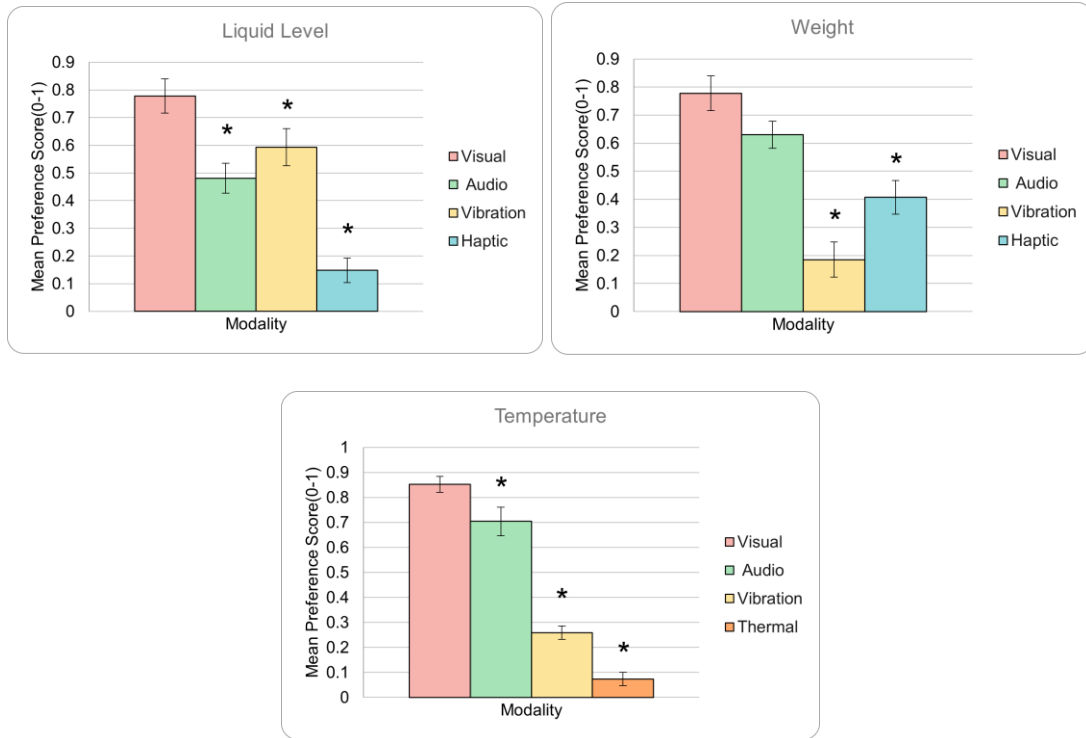 Liquid Level
Mean Preference Score(0-1)
0.9
0.8
0.7
0.6
0.5
0.4
0.3
0.2
0.1
0
*
*
*
Modality
Visual
Audio
Vibration
Haptic
Weight
Mean Preference Score(0-1)
0.9
0.8
0.7
0.6
0.5
0.4
0.3
0.2
0.1
0
*
*
Modality
Visual
Audio
Vibration
Haptic
Temperature
Mean Preference Score(0-1)
1
0.9
0.8
0.7
0.6
0.5
0.4
0.3
0.2
0.1
0
*
*
*
Modality
Visual
Audio
Vibration
Thermal